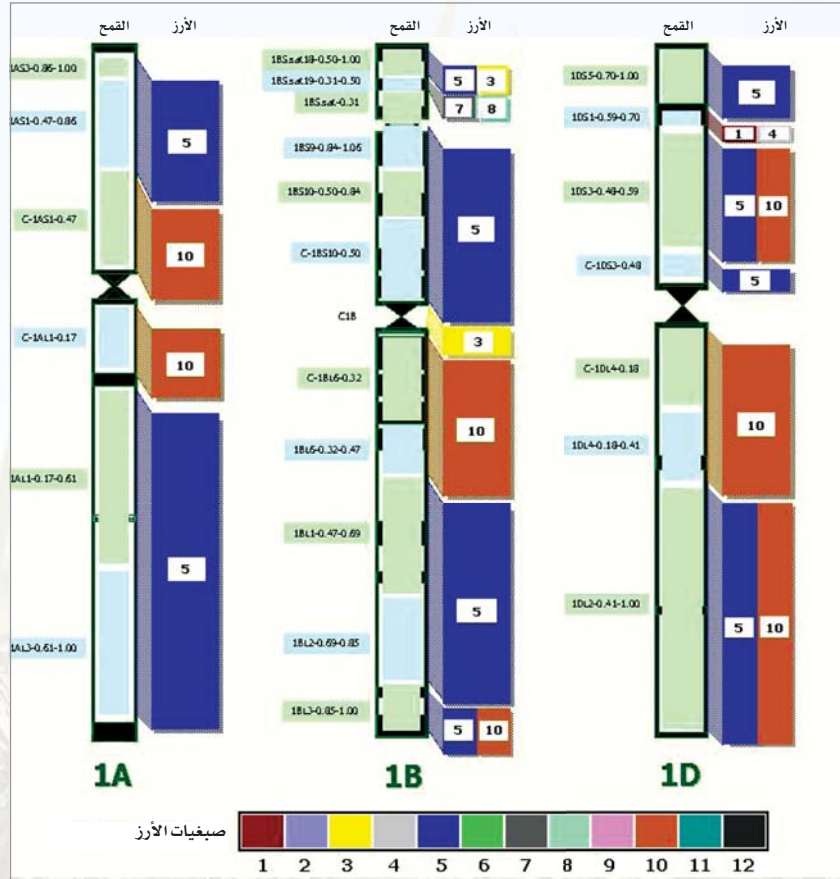 القمح الأرز
القمح الأرز
القمح الأرز
1AS3-0.86-1.00
1AS1-0.47-0.86
C-1AS1-0.47
C-1AL1-0.17
1AL1-0.17-0.61
1AL3-0.61-1.00
5
10
10
5
1A
1BS.sat18-0.50-1.00
1BS.sat19-0.31-0.50
1BS.sat-0.31
1BS9-0.84-1.06
1BS10-0.50-0.84
C-1BS10-0.50
C1B
C-1BL6-0.32
1BL6-0.32-0.47
1BL1-0.47-0.69
1BL2-0.69-0.85
1BL3-0.85-1.00
5 3
7 8
5
3
10
5
5 10
1B
1DS5-0.70-1.00
1DS1-0.59-0.70
1DS3-0.48-0.59
C-1DS3-0.48
C-1DL4-0.18
1DL4-0.18-0.41
1DL2-0.41-1.00
5
1 4
5 10
5
10
5 10
1D
صبغيات الأرز
1 2 3 4 5 6 7 8 9 10 11 12